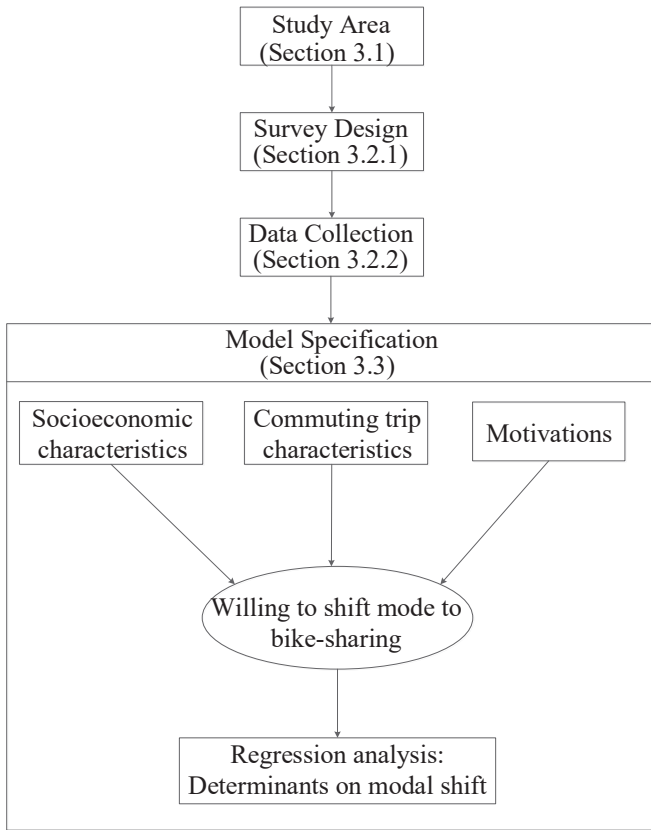 Study Area
(Section 3.1)
Survey Design
(Section 3.2.1)
Data Collection
(Section 3.2.2)
Model Specification
(Section 3.3)
Socioeconomic
characteristics
Commuting trip
characteristics
Motivations
Willing to shift mode to
bike-sharing
Regression analysis:
Determinants on modal shift